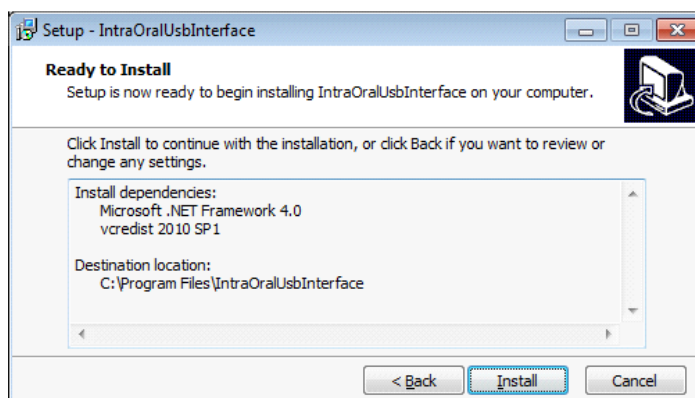 Setup - IntraOralUsbInterface
Ready to Install
Setup is now ready to begin installing IntraOralUsbInterface on your computer.
Click Install to continue with the installation, or click Back if you want to review or
change any settings.
Install dependencies:
Microsoft .NET Framework 4.0
vcredist 2010 SP1
Destination location:
C:\Program Files\IntraOralUsbInterface
< Back
Install
Cancel